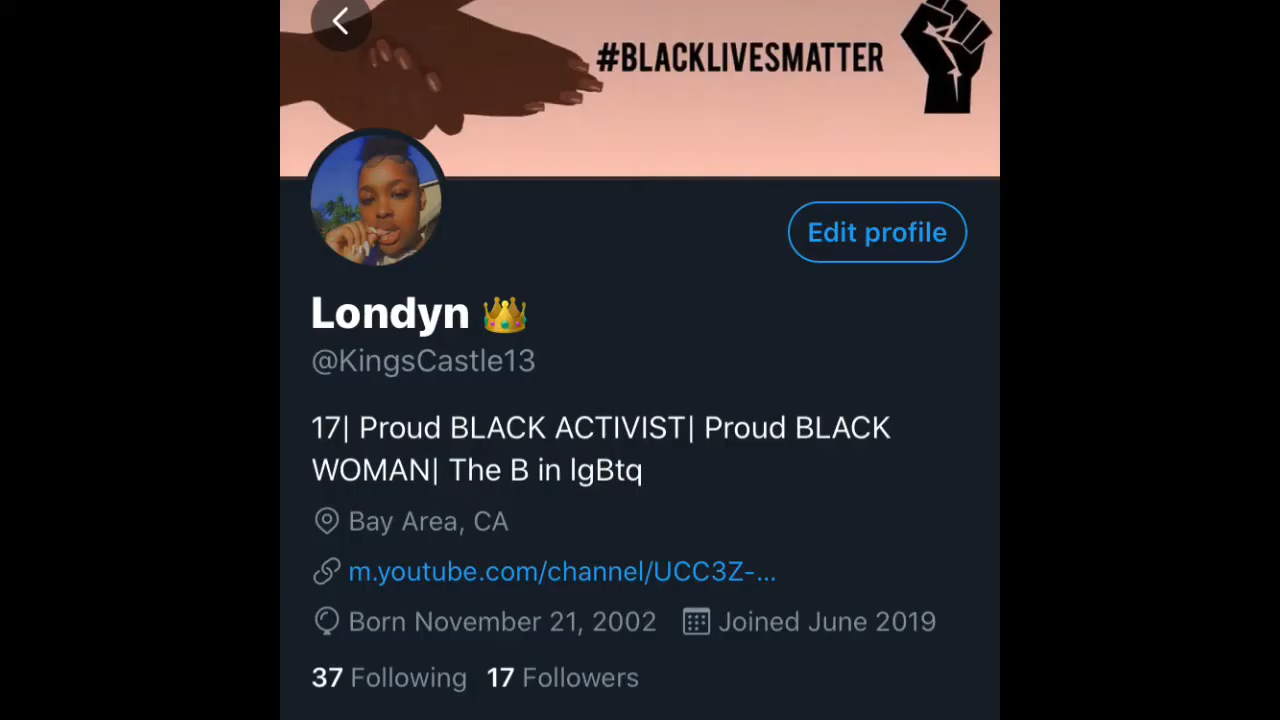 #BLACKLIVESMATTER
Edit profile
Londyn 👑
@KingsCastle13
17| Proud BLACK ACTIVIST| Proud BLACK
WOMAN| The B in lgBtq
Bay Area, CA
m.youtube.com/channel/UCC3Z-...
Born November 21, 2002 Joined June 2019
37 Following 17 Followers